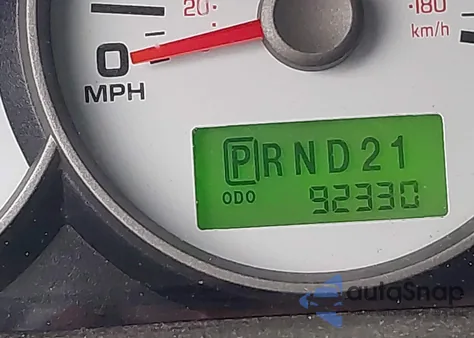 20 180
km/h
0
MPH
PRND21
ODO 92330
autoSnap